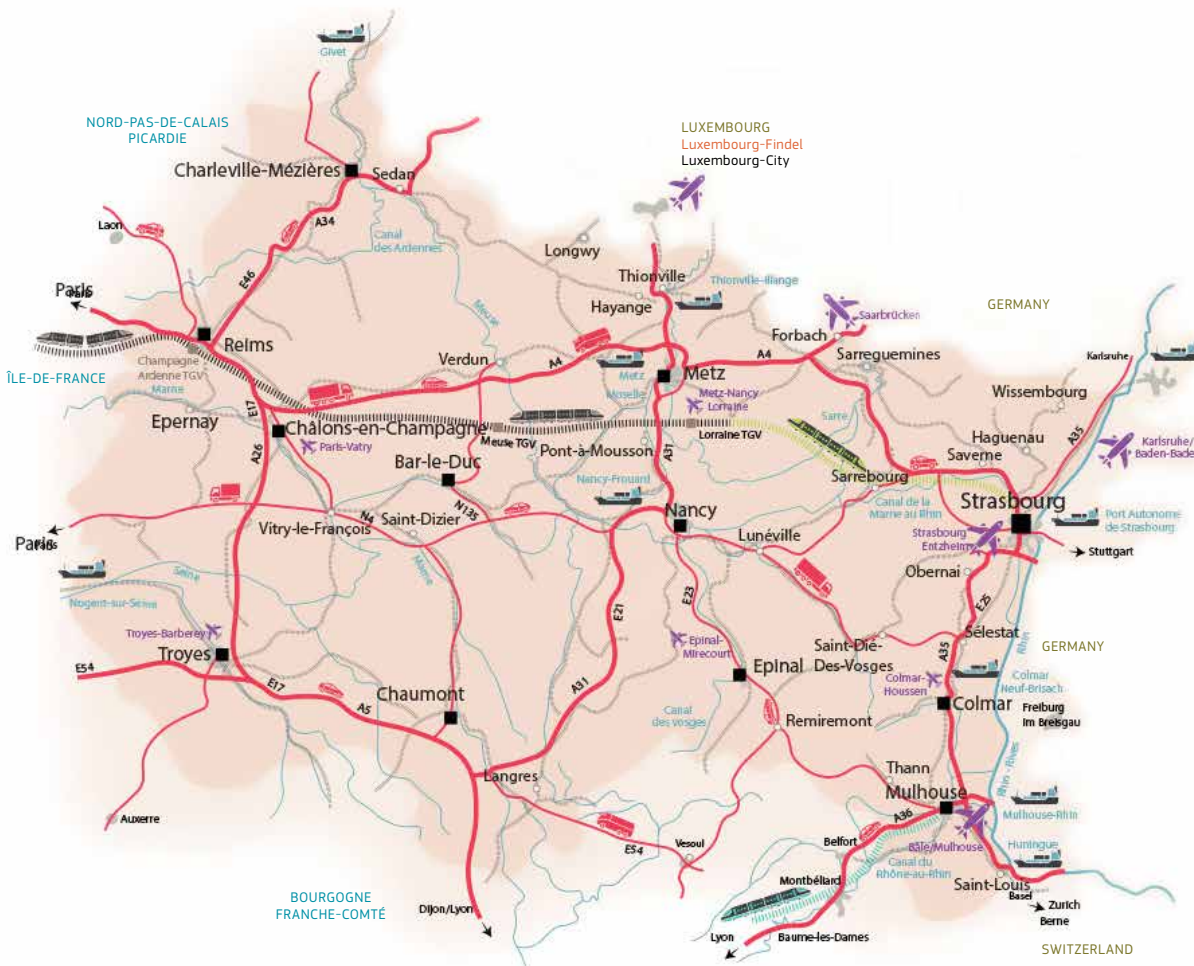 Givet
NORD-PAS-DE-CALAIS
PICARDIE
LUXEMBOURG
Luxembourg-Findel
Luxembourg-City
Charleville-Mézières
Sedan
Laon
A34
Canal
des Ardennes
Longwy
Thionville
Thionville-Illange
E46
Hayange
Paris
Paris
Meuse
GERMANY
Saarbrücken
Forbach
Reims
Verdun
A4
A4
Sarreguemines
Karlsruhe
Champagne
Ardenne TGV
Marne
Metz
Metz
Moselle
Wissembourg
ÎLE-DE-FRANCE
E17
Metz-Nancy
Lorraine
Sarre
A35
Epernay
Châlons-en-Champagne
Meuse TGV
Lorraine TGV
Haguenau
Saverne
Karlsruhe/
Baden-Bade
A26
Paris-Vatry
Pont-à-Mousson
A31
Bar-le-Duc
Nancy-Frouard
Sarrebourg
Strasbourg
N135
Canal de la
Marne au Rhin
Vitry-le-François
N4
Saint-Dizier
Nancy
Lunéville
Port Autonome
de Strasbourg
Paris
Paris
Strasbourg
Entzheim
Stuttgart
Seine
Marne
Obernai
Nogent-sur-Seine
E23
E25
E21
Rhin
Troyes-Barberey
Epinal-
Mirecourt
Saint-Dié-
Des-Vosges
Sélestat
GERMANY
Troyes
A35
E54
Epinal
Colmar-
Houssen
Colmar
Neuf-Brisach
E17
A31
Chaumont
A5
Canal
des vosges
Remiremont
Colmar
Freiburg
im Breisgau
Langres
Thann
Rhin - Rives
Mulhouse
Auxerre
A36
Mulhouse-Rhin
E54
Vesoul
Belfort
Bâle/Mulhouse
Huningue
Canal du
Rhône-au-Rhin
Montbéliard
Saint-Louis
Basel
BOURGOGNE
FRANCHE-COMTÉ
Dijon/Lyon
Zurich
Berne
Lyon
Baume-les-Dames
SWITZERLAND